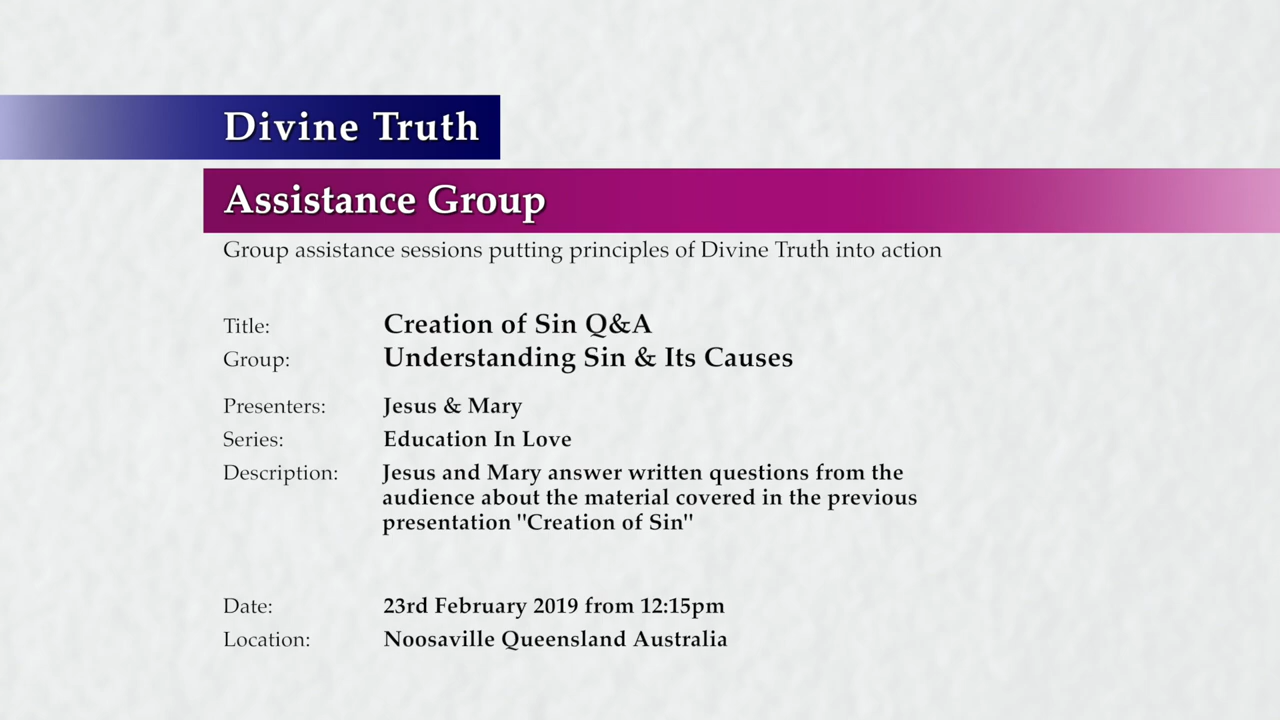 Divine Truth
Assistance Group
Group assistance sessions putting principles of Divine Truth into action
Title: Creation of Sin Q&A
Group: Understanding Sin & Its Causes
Presenters: Jesus & Mary
Series: Education In Love
Description: Jesus and Mary answer written questions from the
audience about the material covered in the previous
presentation "Creation of Sin"
Date: 23rd February 2019 from 12:15pm
Location: Noosaville Queensland Australia